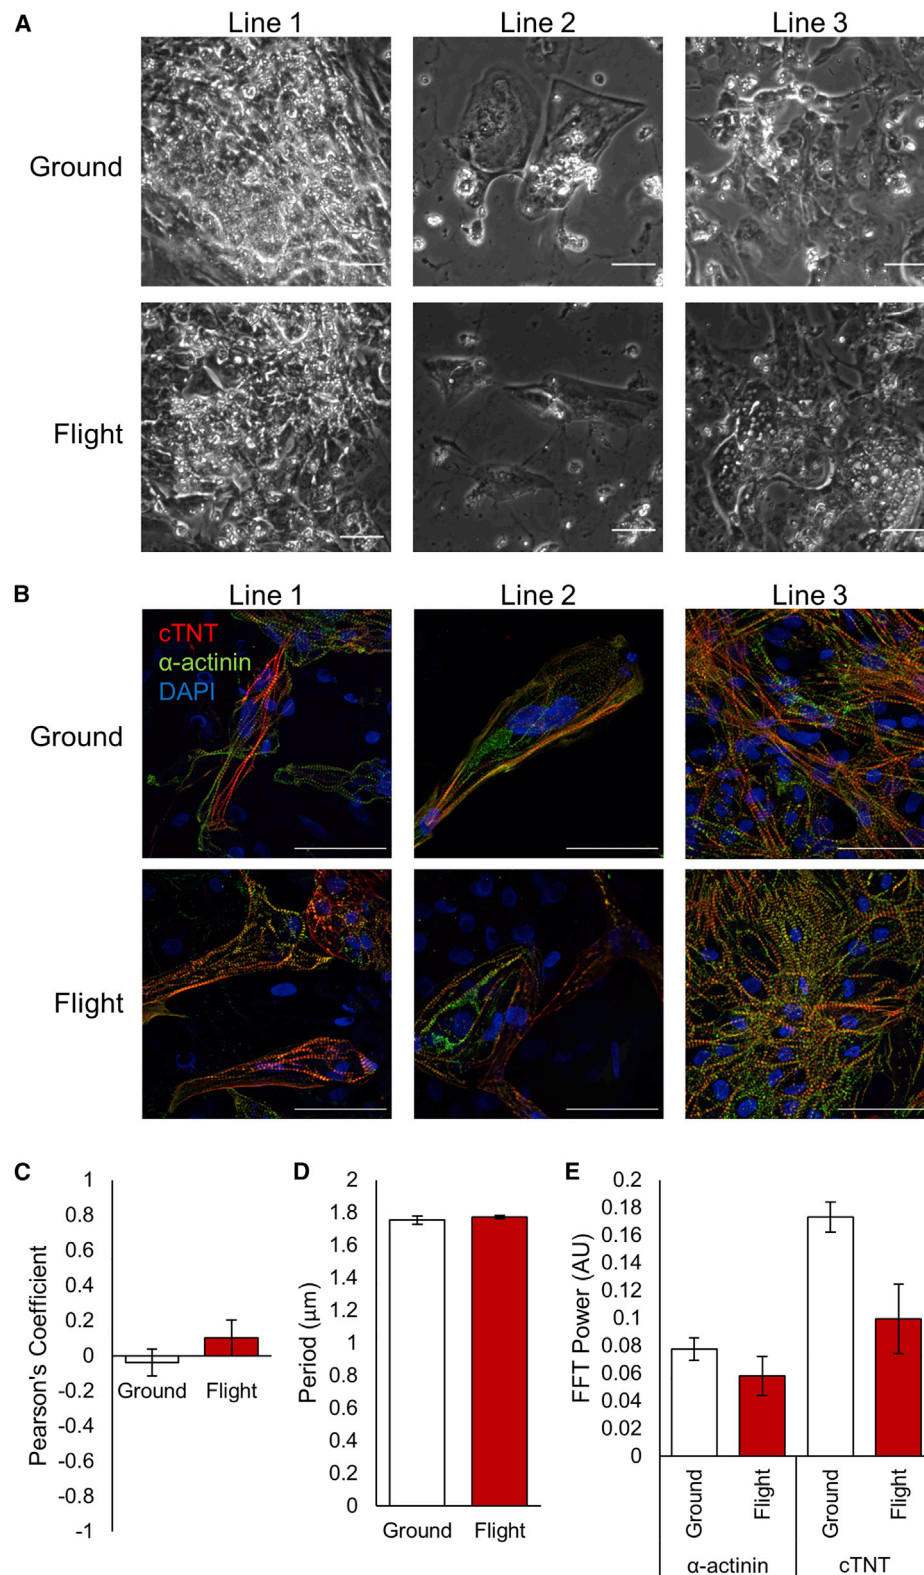 A
Line 1 Line 2 Line 3
Ground
Flight
B
Line 1 Line 2 Line 3
cTNT
α-actinin
DAPI
Ground
Flight
C
1
0.8
0.6
0.4
0.2
0
-0.2
-0.4
-0.6
-0.8
-1
Pearson's Coefficient
Ground Flight
D
2
1.8
1.6
1.4
1.2
1
0.8
0.6
0.4
0.2
0
Period (µm)
Ground Flight
E
0.2
0.18
0.16
0.14
0.12
0.1
0.08
0.06
0.04
0.02
0
FFT Power (AU)
Ground Flight Ground Flight
α-actinin cTNT